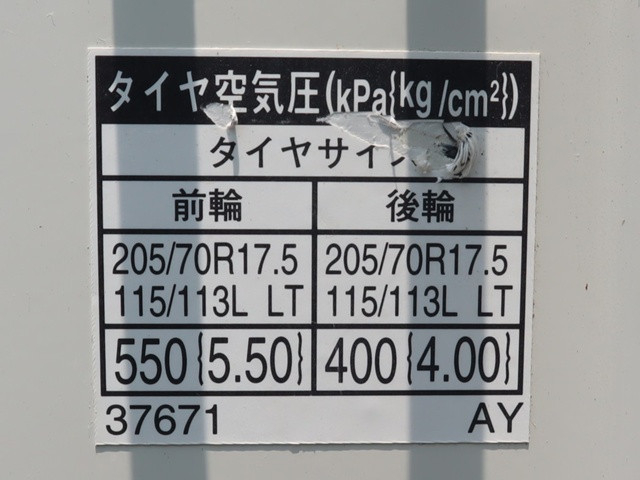 タイヤ空気圧(kPa{kg/cm²})
タイヤサイズ
前輪 後輪
205/70R17.5 205/70R17.5
115/113L LT 115/113L LT
550{5.50} 400{4.00}
37671 AY